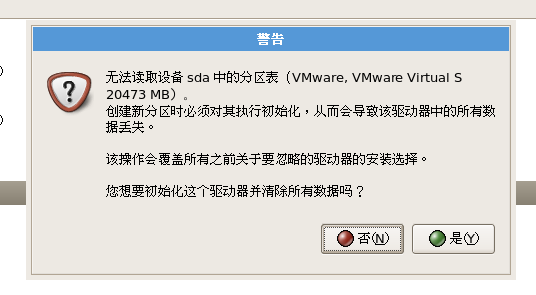 警告
无法读取设备 sda 中的分区表（VMware, VMware Virtual S
20473 MB）。
创建新分区时必须对其执行初始化，从而会导致该驱动器中的所有数
据丢失。
该操作会覆盖所有之前关于要忽略的驱动器的安装选择。
您想要初始化这个驱动器并清除所有数据吗？
否(N)
是(Y)